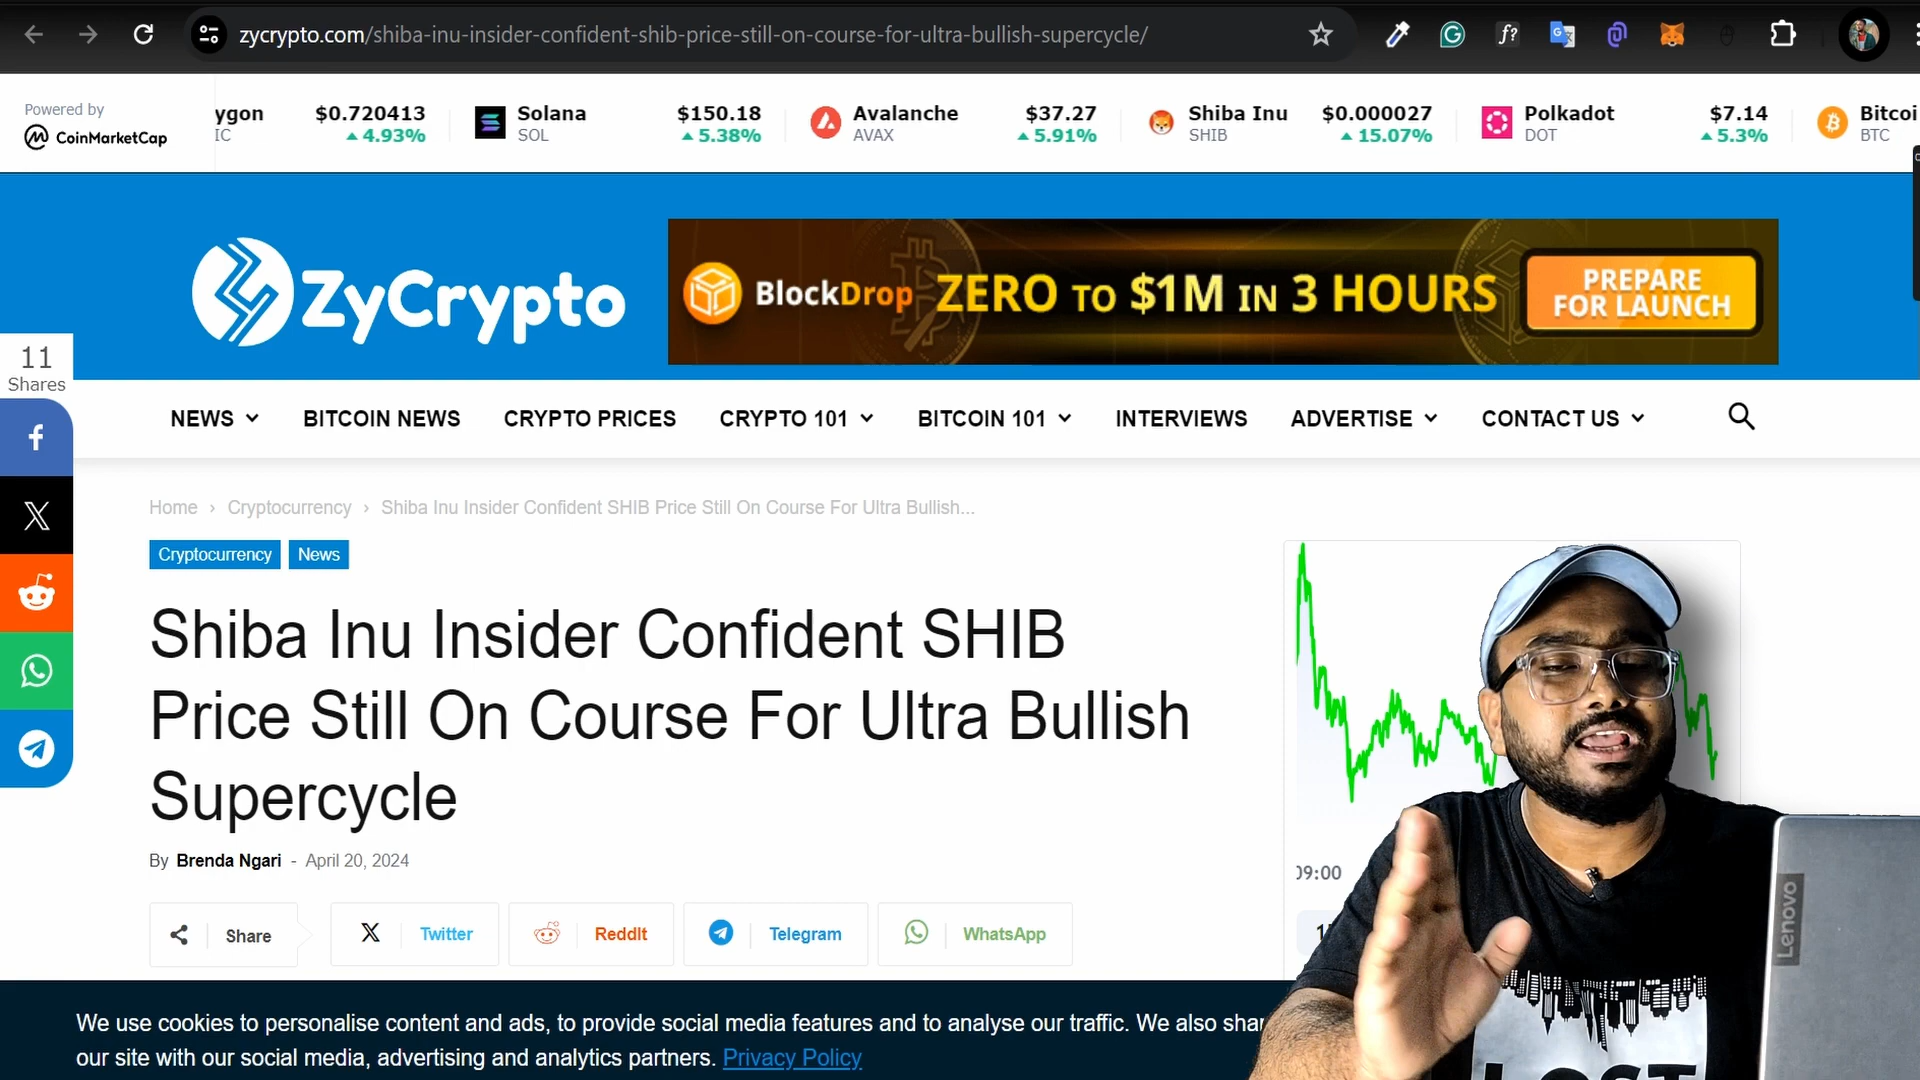 zycrypto.com/shiba-inu-insider-confident-shib-price-still-on-course-for-ultra-bullish-supercycle/
Powered by
CoinMarketCap
ygon $0.720413
IC 4.93%
Solana $150.18
SOL 5.38%
Avalanche $37.27
AVAX 5.91%
Shiba Inu $0.000027
SHIB 15.07%
Polkadot $7.14
DOT 5.3%
Bitcoi
BTC
ZyCrypto
BlockDrop ZERO TO $1M IN 3 HOURS
PREPARE
FOR LAUNCH
11
Shares
NEWS BITCOIN NEWS CRYPTO PRICES CRYPTO 101 BITCOIN 101 INTERVIEWS ADVERTISE CONTACT US
Home › Cryptocurrency › Shiba Inu Insider Confident SHIB Price Still On Course For Ultra Bullish...
Cryptocurrency News
Shiba Inu Insider Confident SHIB
Price Still On Course For Ultra Bullish
Supercycle
By Brenda Ngari - April 20, 2024
Share Twitter ReddIt Telegram WhatsApp
09:00
Lenovo
LOST
We use cookies to personalise content and ads, to provide social media features and to analyse our traffic. We also shar
our site with our social media, advertising and analytics partners. Privacy Policy